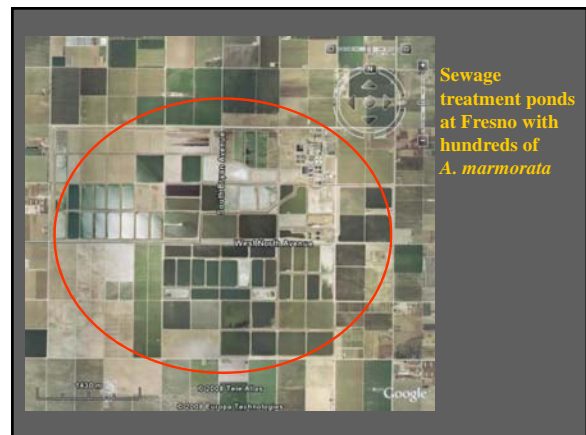 Sewage
treatment ponds
at Fresno with
hundreds of
A. marmorata
N
West North Avenue
1430 m
© 2008 Tele Atlas
© 2008 Europa Technologies
Google